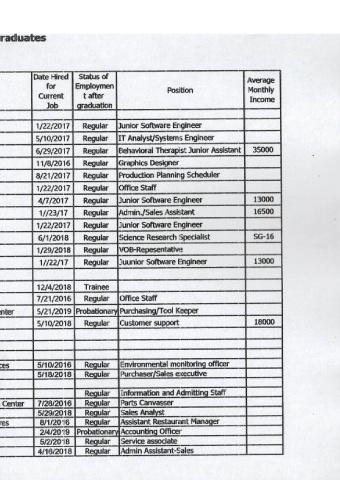 raduates
Date Hired for Current Job | Status of Employmen t after graduation | Position | Average Monthly Income
1/22/2017 Regular Junior Software Engineer
5/10/2017 Regular IT Analyst/Systems Engineer
6/29/2017 Regular Behavioral Therapist Junior Assistant 35000
11/8/2016 Regular Graphics Designer
8/21/2017 Regular Production Planning Scheduler
1/22/2017 Regular Office Staff
4/7/2017 Regular Junior Software Engineer 13000
1//23/17 Regular Admin./Sales Assistant 16500
1/22/2017 Regular Junior Software Engineer
6/1/2018 Regular Science Research Specialist SG-16
1/29/2018 Regular VOB-Repesentative
1//22/17 Regular Juunior Software Engineer 13000
12/4/2018 Trainee
7/21/2016 Regular Office Staff
nter 5/21/2019 Probationary Purchasing/Tool Keeper
5/10/2018 Regular Customer support 18000
ces 5/10/2016 Regular Environmental monitoring officer
5/18/2018 Regular Purchaser/Sales executive
Regular Information and Admitting Staff
Center 7/28/2016 Regular Parts Canvasser
5/29/2018 Regular Sales Analyst
res 8/1/2016 Regular Assistant Restaurant Manager
2/4/2019 Probationary Accounting Officer
5/2/2018 Regular Service associate
4/16/2018 Regular Admin Assistant-Sales